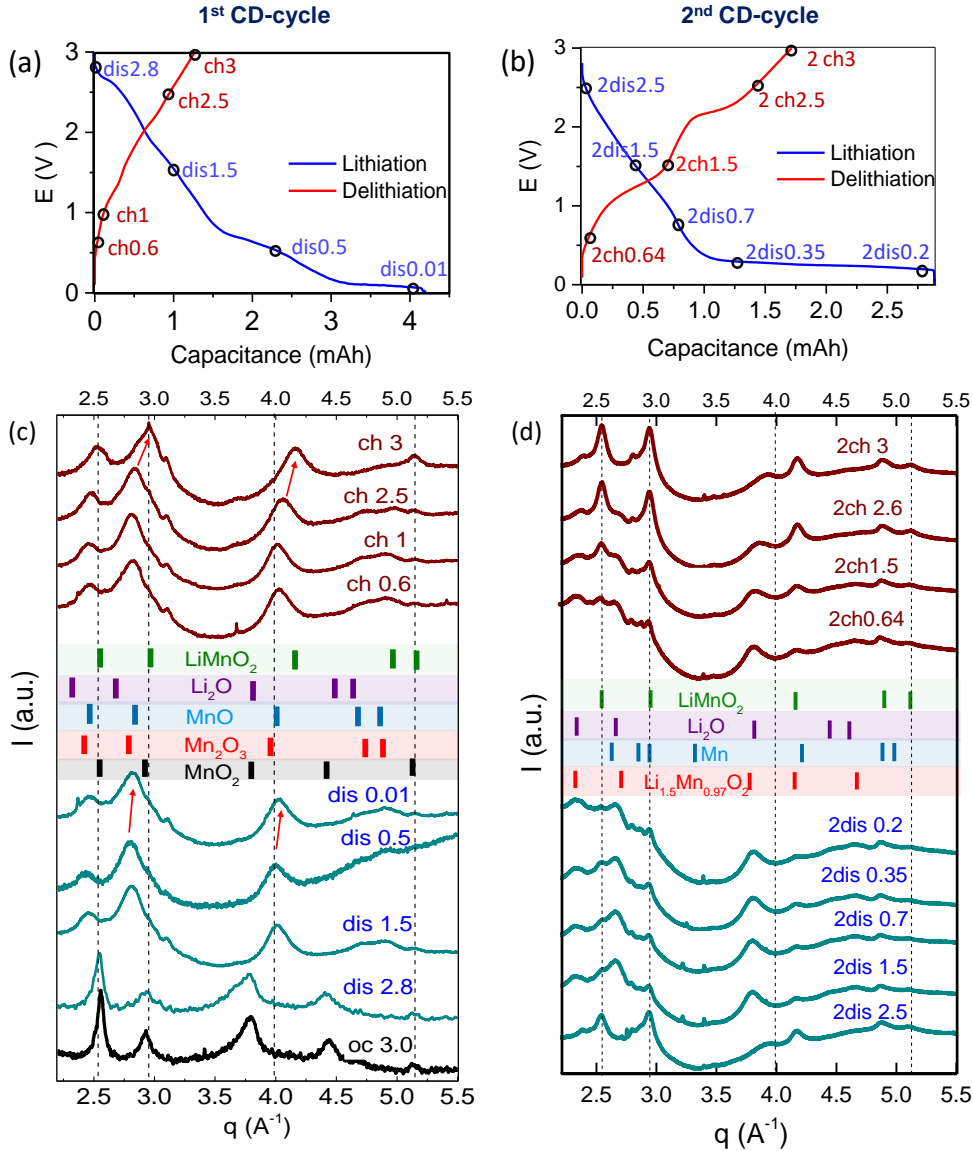 1st CD-cycle
2nd CD-cycle
(a)
3
2
1
0
E (V )
dis2.8
ch3
ch2.5
dis1.5
ch1
ch0.6
dis0.5
dis0.01
Lithiation
Delithiation
0 1 2 3 4
Capacitance (mAh)
(b)
3
2
1
0
E (V)
2dis2.5
2 ch3
2 ch2.5
2dis1.5
2ch1.5
2dis0.7
2ch0.64
2dis0.35
2dis0.2
Lithiation
Delithiation
0.0 0.5 1.0 1.5 2.0 2.5
Capacitance (mAh)
2.5 3.0 3.5 4.0 4.5 5.0 5.5
(c)
ch 3
ch 2.5
ch 1
ch 0.6
LiMnO2
Li2O
MnO
Mn2O3
MnO2
dis 0.01
dis 0.5
dis 1.5
dis 2.8
oc 3.0
I (a.u.)
2.5 3.0 3.5 4.0 4.5 5.0 5.5
q (A-1)
2.5 3.0 3.5 4.0 4.5 5.0 5.5
(d)
2ch 3
2ch 2.6
2ch1.5
2ch0.64
LiMnO2
Li2O
Mn
Li1.5Mn0.97O2
2dis 0.2
2dis 0.35
2dis 0.7
2dis 1.5
2dis 2.5
I (a.u.)
2.5 3.0 3.5 4.0 4.5 5.0 5.5
q (A-1)